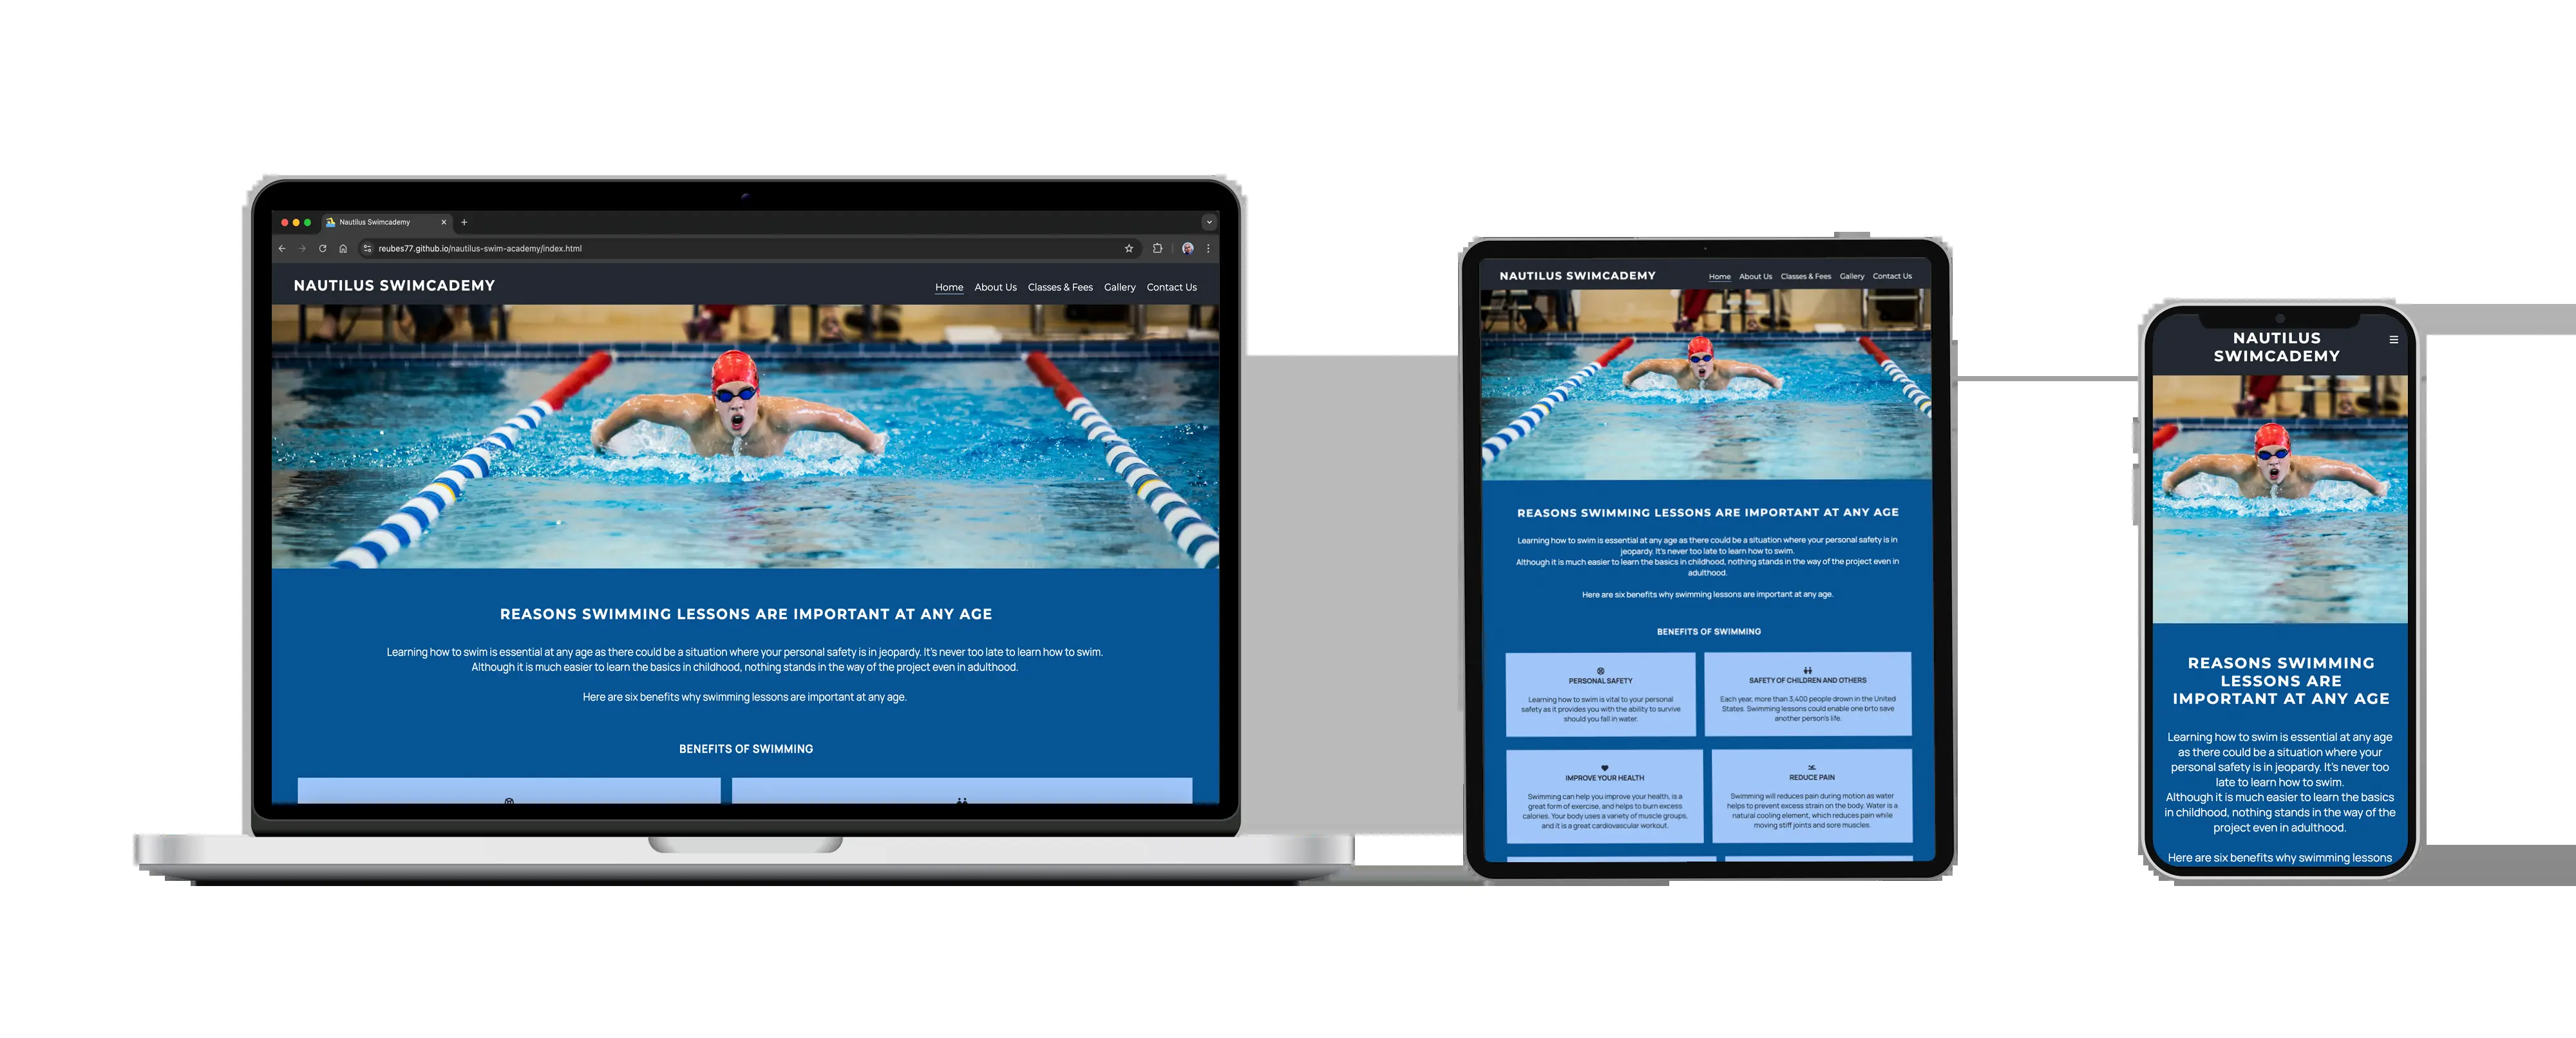 Nautilus Swimcademy
reubes77.github.io/nautilus-swim-academy/index.html
NAUTILUS SWIMCADEMY
Home About Us Classes & Fees Gallery Contact Us
REASONS SWIMMING LESSONS ARE IMPORTANT AT ANY AGE
Learning how to swim is essential at any age as there could be a situation where your personal safety is in jeopardy. It's never too late to learn how to swim.
Although it is much easier to learn the basics in childhood, nothing stands in the way of the project even in adulthood.
Here are six benefits why swimming lessons are important at any age.
BENEFITS OF SWIMMING
NAUTILUS SWIMCADEMY
Home About Us Classes & Fees Gallery Contact Us
REASONS SWIMMING LESSONS ARE IMPORTANT AT ANY AGE
Learning how to swim is essential at any age as there could be a situation where your personal safety is in
jeopardy. It's never too late to learn how to swim.
Although it is much easier to learn the basics in childhood, nothing stands in the way of the project even in
adulthood.
Here are six benefits why swimming lessons are important at any age.
BENEFITS OF SWIMMING
PERSONAL SAFETY
Learning how to swim is vital to your personal
safety as it provides you with the ability to survive
should you fall in water.
SAFETY OF CHILDREN AND OTHERS
Each year, more than 3,400 people drown in the United
States. Swimming lessons could enable one brto save
another person's life.
IMPROVE YOUR HEALTH
Swimming can help you improve your health, is a
great form of exercise, and helps to burn excess
calories. Your body uses a variety of muscle groups,
and it is a great cardiovascular workout.
REDUCE PAIN
Swimming will reduces pain during motion as water
helps to prevent excess strain on the body. Water is a
natural cooling element, which reduces pain while
moving stiff joints and sore muscles.
NAUTILUS
SWIMCADEMY
REASONS SWIMMING
LESSONS ARE
IMPORTANT AT ANY AGE
Learning how to swim is essential at any age
as there could be a situation where your
personal safety is in jeopardy. It's never too
late to learn how to swim.
Although it is much easier to learn the basics
in childhood, nothing stands in the way of the
project even in adulthood.
Here are six benefits why swimming lessons